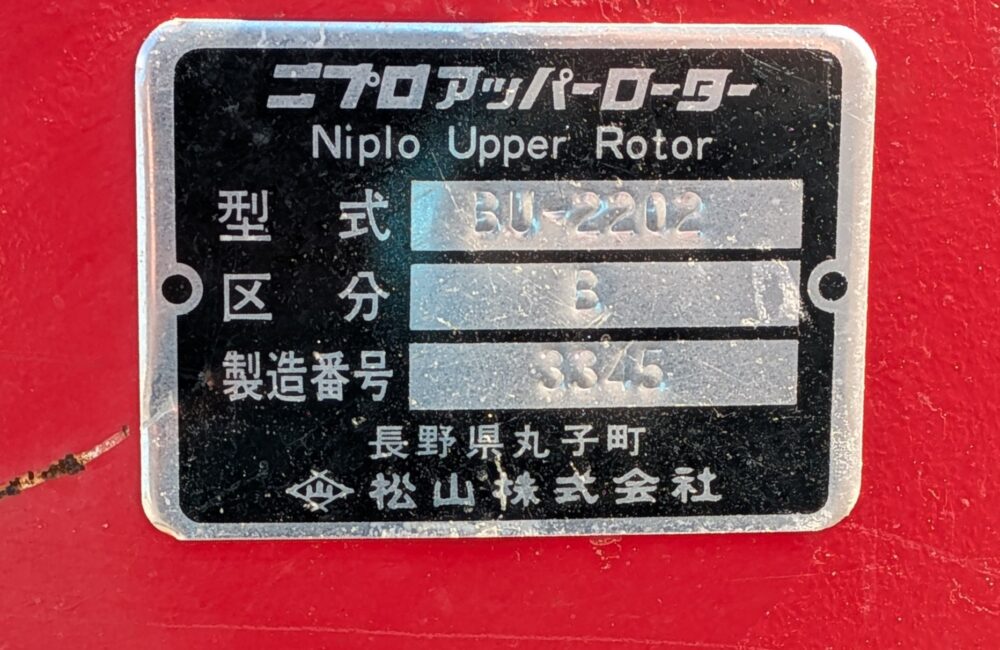 ニプロアッパーローター
Niplo Upper Rotor
型式 BU-2202
区分 B
製造番号 3345
長野県丸子町
松山株式会社